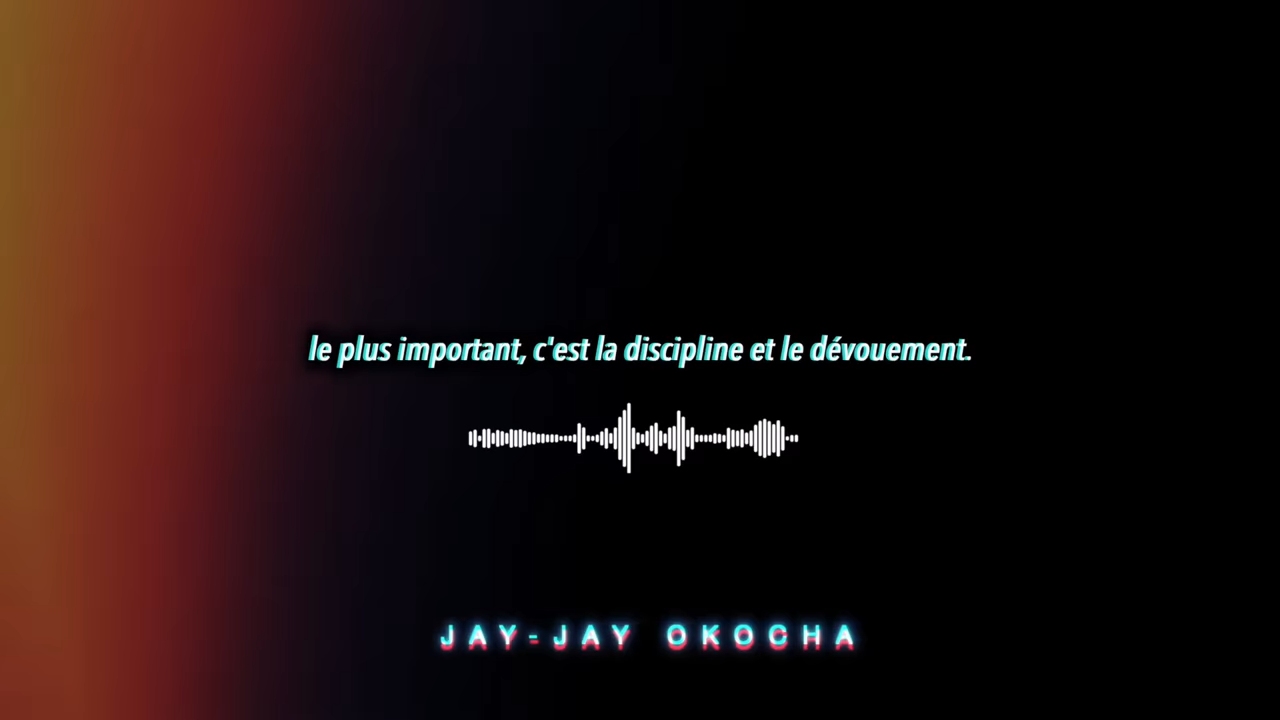 le plus important, c'est la discipline et le dévouement.
JAY-JAY OKOCHA